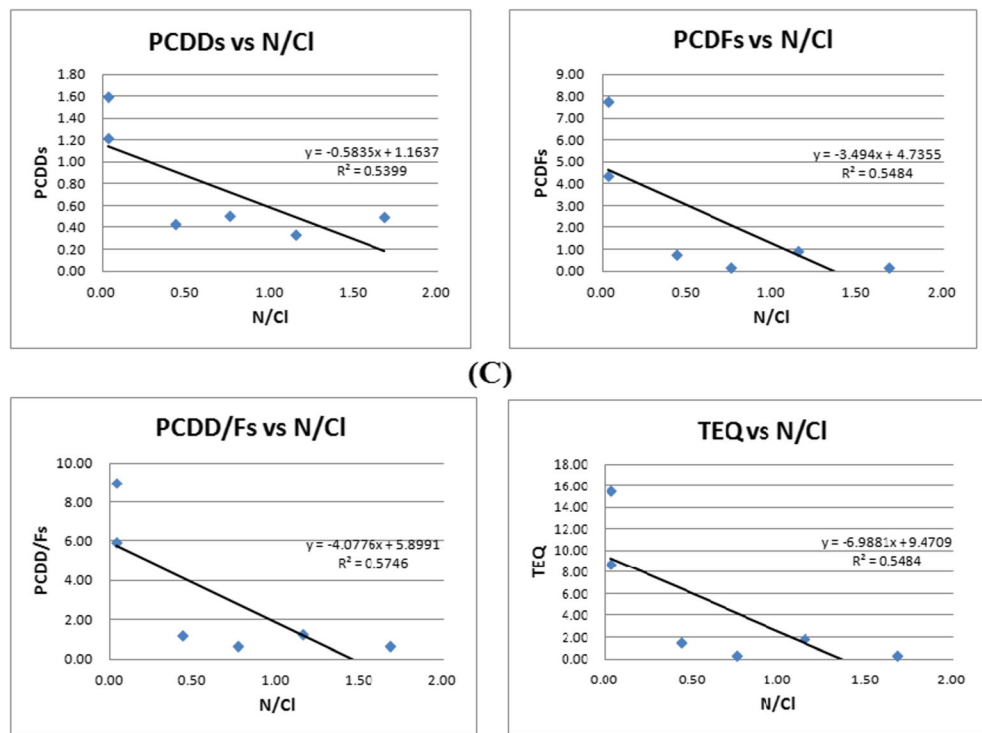 PCDDs vs N/Cl
1.80
1.60
1.40
1.20
1.00
0.80
0.60
0.40
0.20
0.00
PCDDs
y = -0.5835x + 1.1637
R² = 0.5399
0.00 0.50 1.00 1.50 2.00
N/Cl
PCDFs vs N/Cl
9.00
8.00
7.00
6.00
5.00
4.00
3.00
2.00
1.00
0.00
PCDFs
y = -3.494x + 4.7355
R² = 0.5484
0.00 0.50 1.00 1.50 2.00
N/Cl
(C)
PCDD/Fs vs N/Cl
10.00
8.00
6.00
4.00
2.00
0.00
PCDD/Fs
y = -4.0776x + 5.8991
R² = 0.5746
0.00 0.50 1.00 1.50 2.00
N/Cl
TEQ vs N/Cl
18.00
16.00
14.00
12.00
10.00
8.00
6.00
4.00
2.00
0.00
TEQ
y = -6.9881x + 9.4709
R² = 0.5484
0.00 0.50 1.00 1.50 2.00
N/Cl